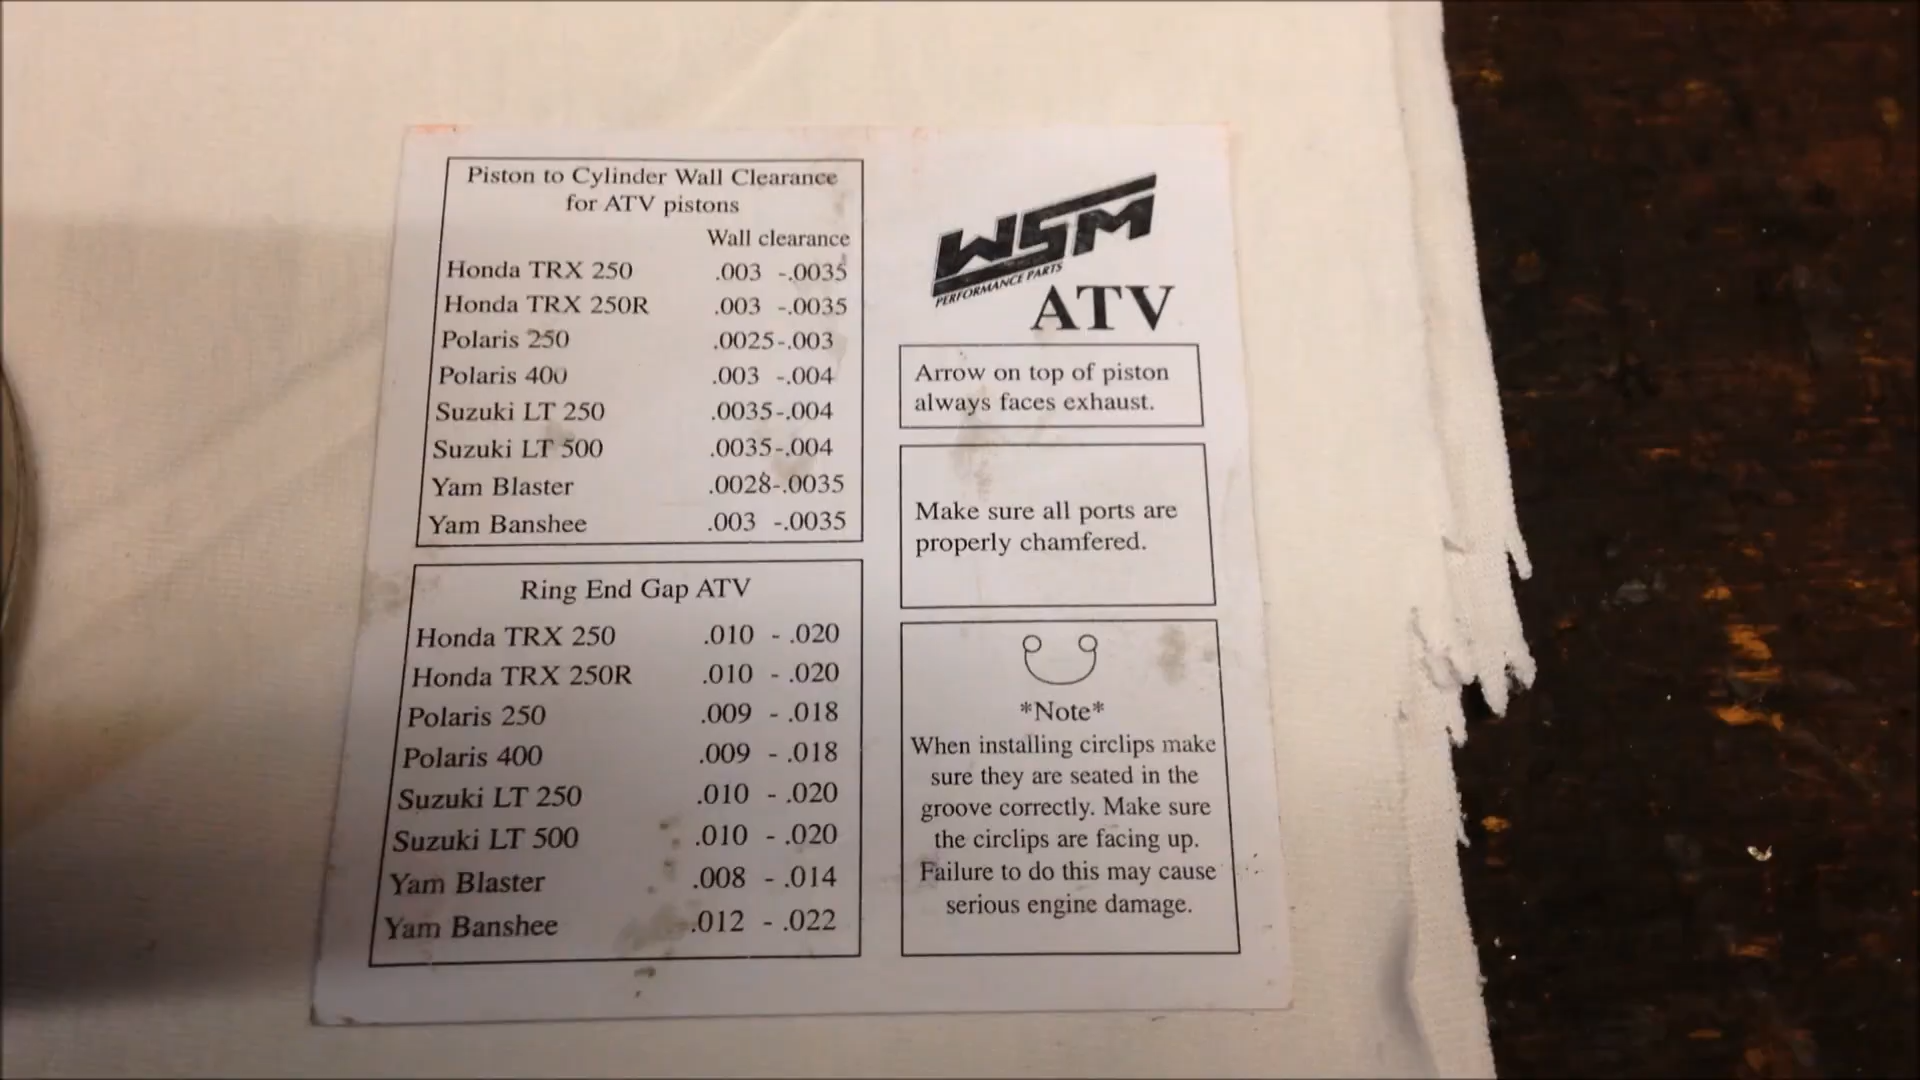 Piston to Cylinder Wall Clearance
for ATV pistons
Wall clearance
Honda TRX 250 .003 -.0035
Honda TRX 250R .003 -.0035
Polaris 250 .0025-.003
Polaris 400 .003 -.004
Suzuki LT 250 .0035-.004
Suzuki LT 500 .0035-.004
Yam Blaster .0028-.0035
Yam Banshee .003 -.0035
Ring End Gap ATV
Honda TRX 250 .010 - .020
Honda TRX 250R .010 - .020
Polaris 250 .009 - .018
Polaris 400 .009 - .018
Suzuki LT 250 .010 - .020
Suzuki LT 500 .010 - .020
Yam Blaster .008 - .014
Yam Banshee .012 - .022
WSM
PERFORMANCE PARTS
ATV
Arrow on top of piston
always faces exhaust.
Make sure all ports are
properly chamfered.
*Note*
When installing circlips make
sure they are seated in the
groove correctly. Make sure
the circlips are facing up.
Failure to do this may cause
serious engine damage.